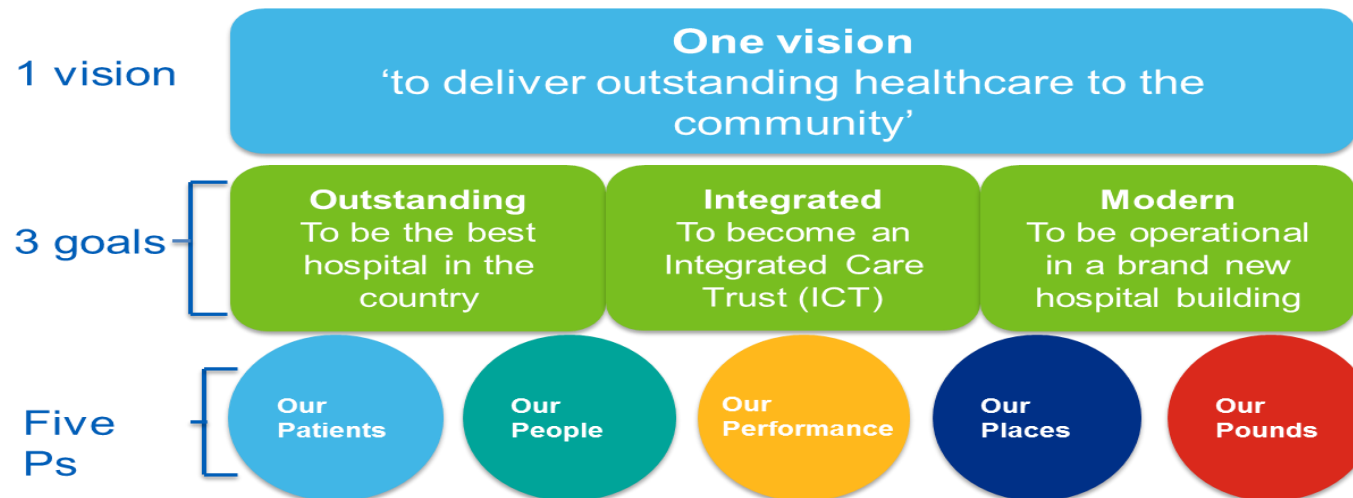 1 vision
One vision
‘to deliver outstanding healthcare to the
community’
3 goals
Outstanding
To be the best
hospital in the
country
Integrated
To become an
Integrated Care
Trust (ICT)
Modern
To be operational
in a brand new
hospital building
Five
Ps
Our
Patients
Our
People
Our
Performance
Our
Places
Our
Pounds